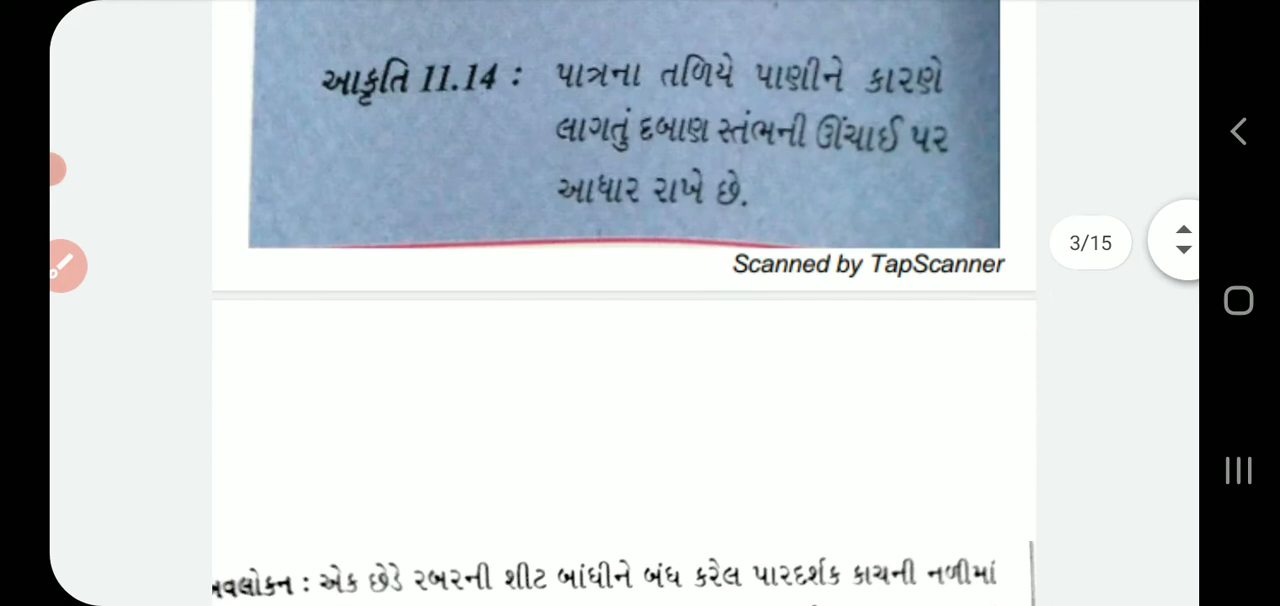 આકૃતિ 11.14 : પાત્રના તળિયે પાણીને કારણે
લાગતું દબાણ સ્તંભની ઊંચાઈ પર
આધાર રાખે છે.
Scanned by TapScanner
3/15
અવલોકન : એક છેડે રબરની શીટ બાંધીને બંધ કરેલ પારદર્શક કાચની નળીમાં